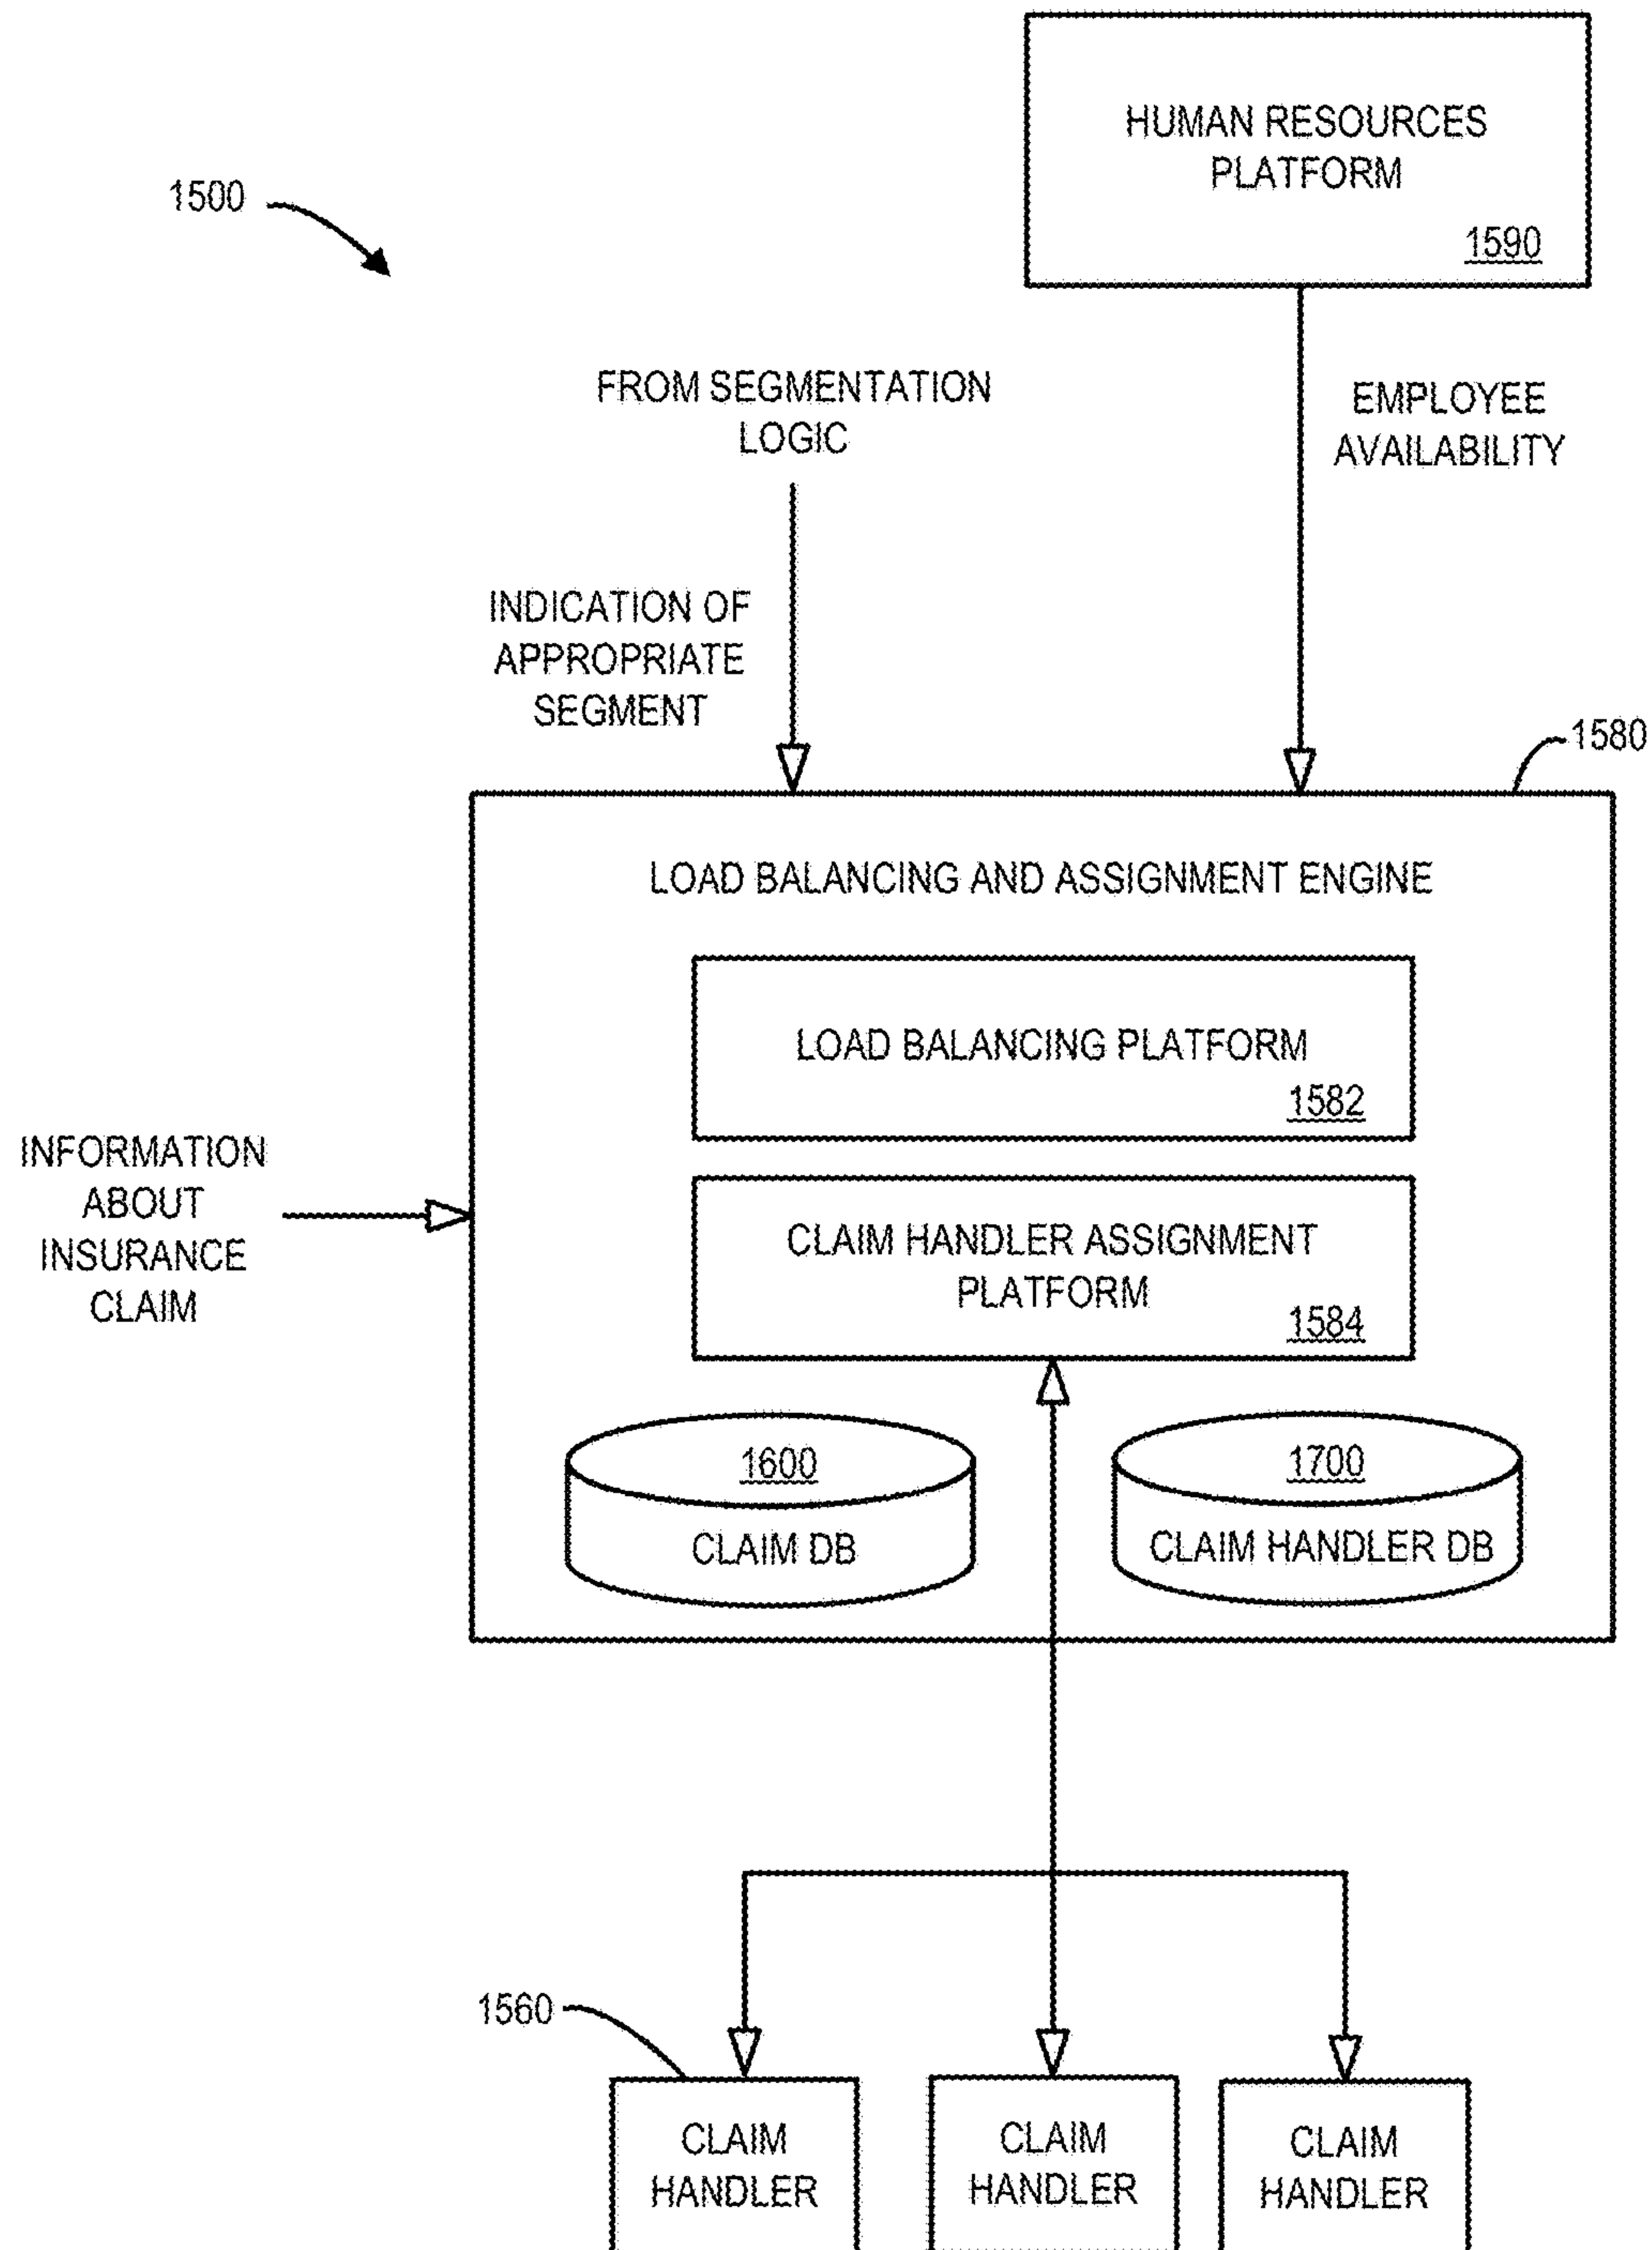 HUMAN RESOURCES
PLATFORM
1590
1500
FROM SEGMENTATION
LOGIC
EMPLOYEE
AVAILABILITY
INDICATION OF
APPROPRIATE
SEGMENT
1580
LOAD BALANCING AND ASSIGNMENT ENGINE
LOAD BALANCING PLATFORM
1582
INFORMATION
ABOUT
INSURANCE
CLAIM
CLAIM HANDLER ASSIGNMENT
PLATFORM
1584
1600
CLAIM DB
1700
CLAIM HANDLER DB
1560
CLAIM
HANDLER
CLAIM
HANDLER
CLAIM
HANDLER